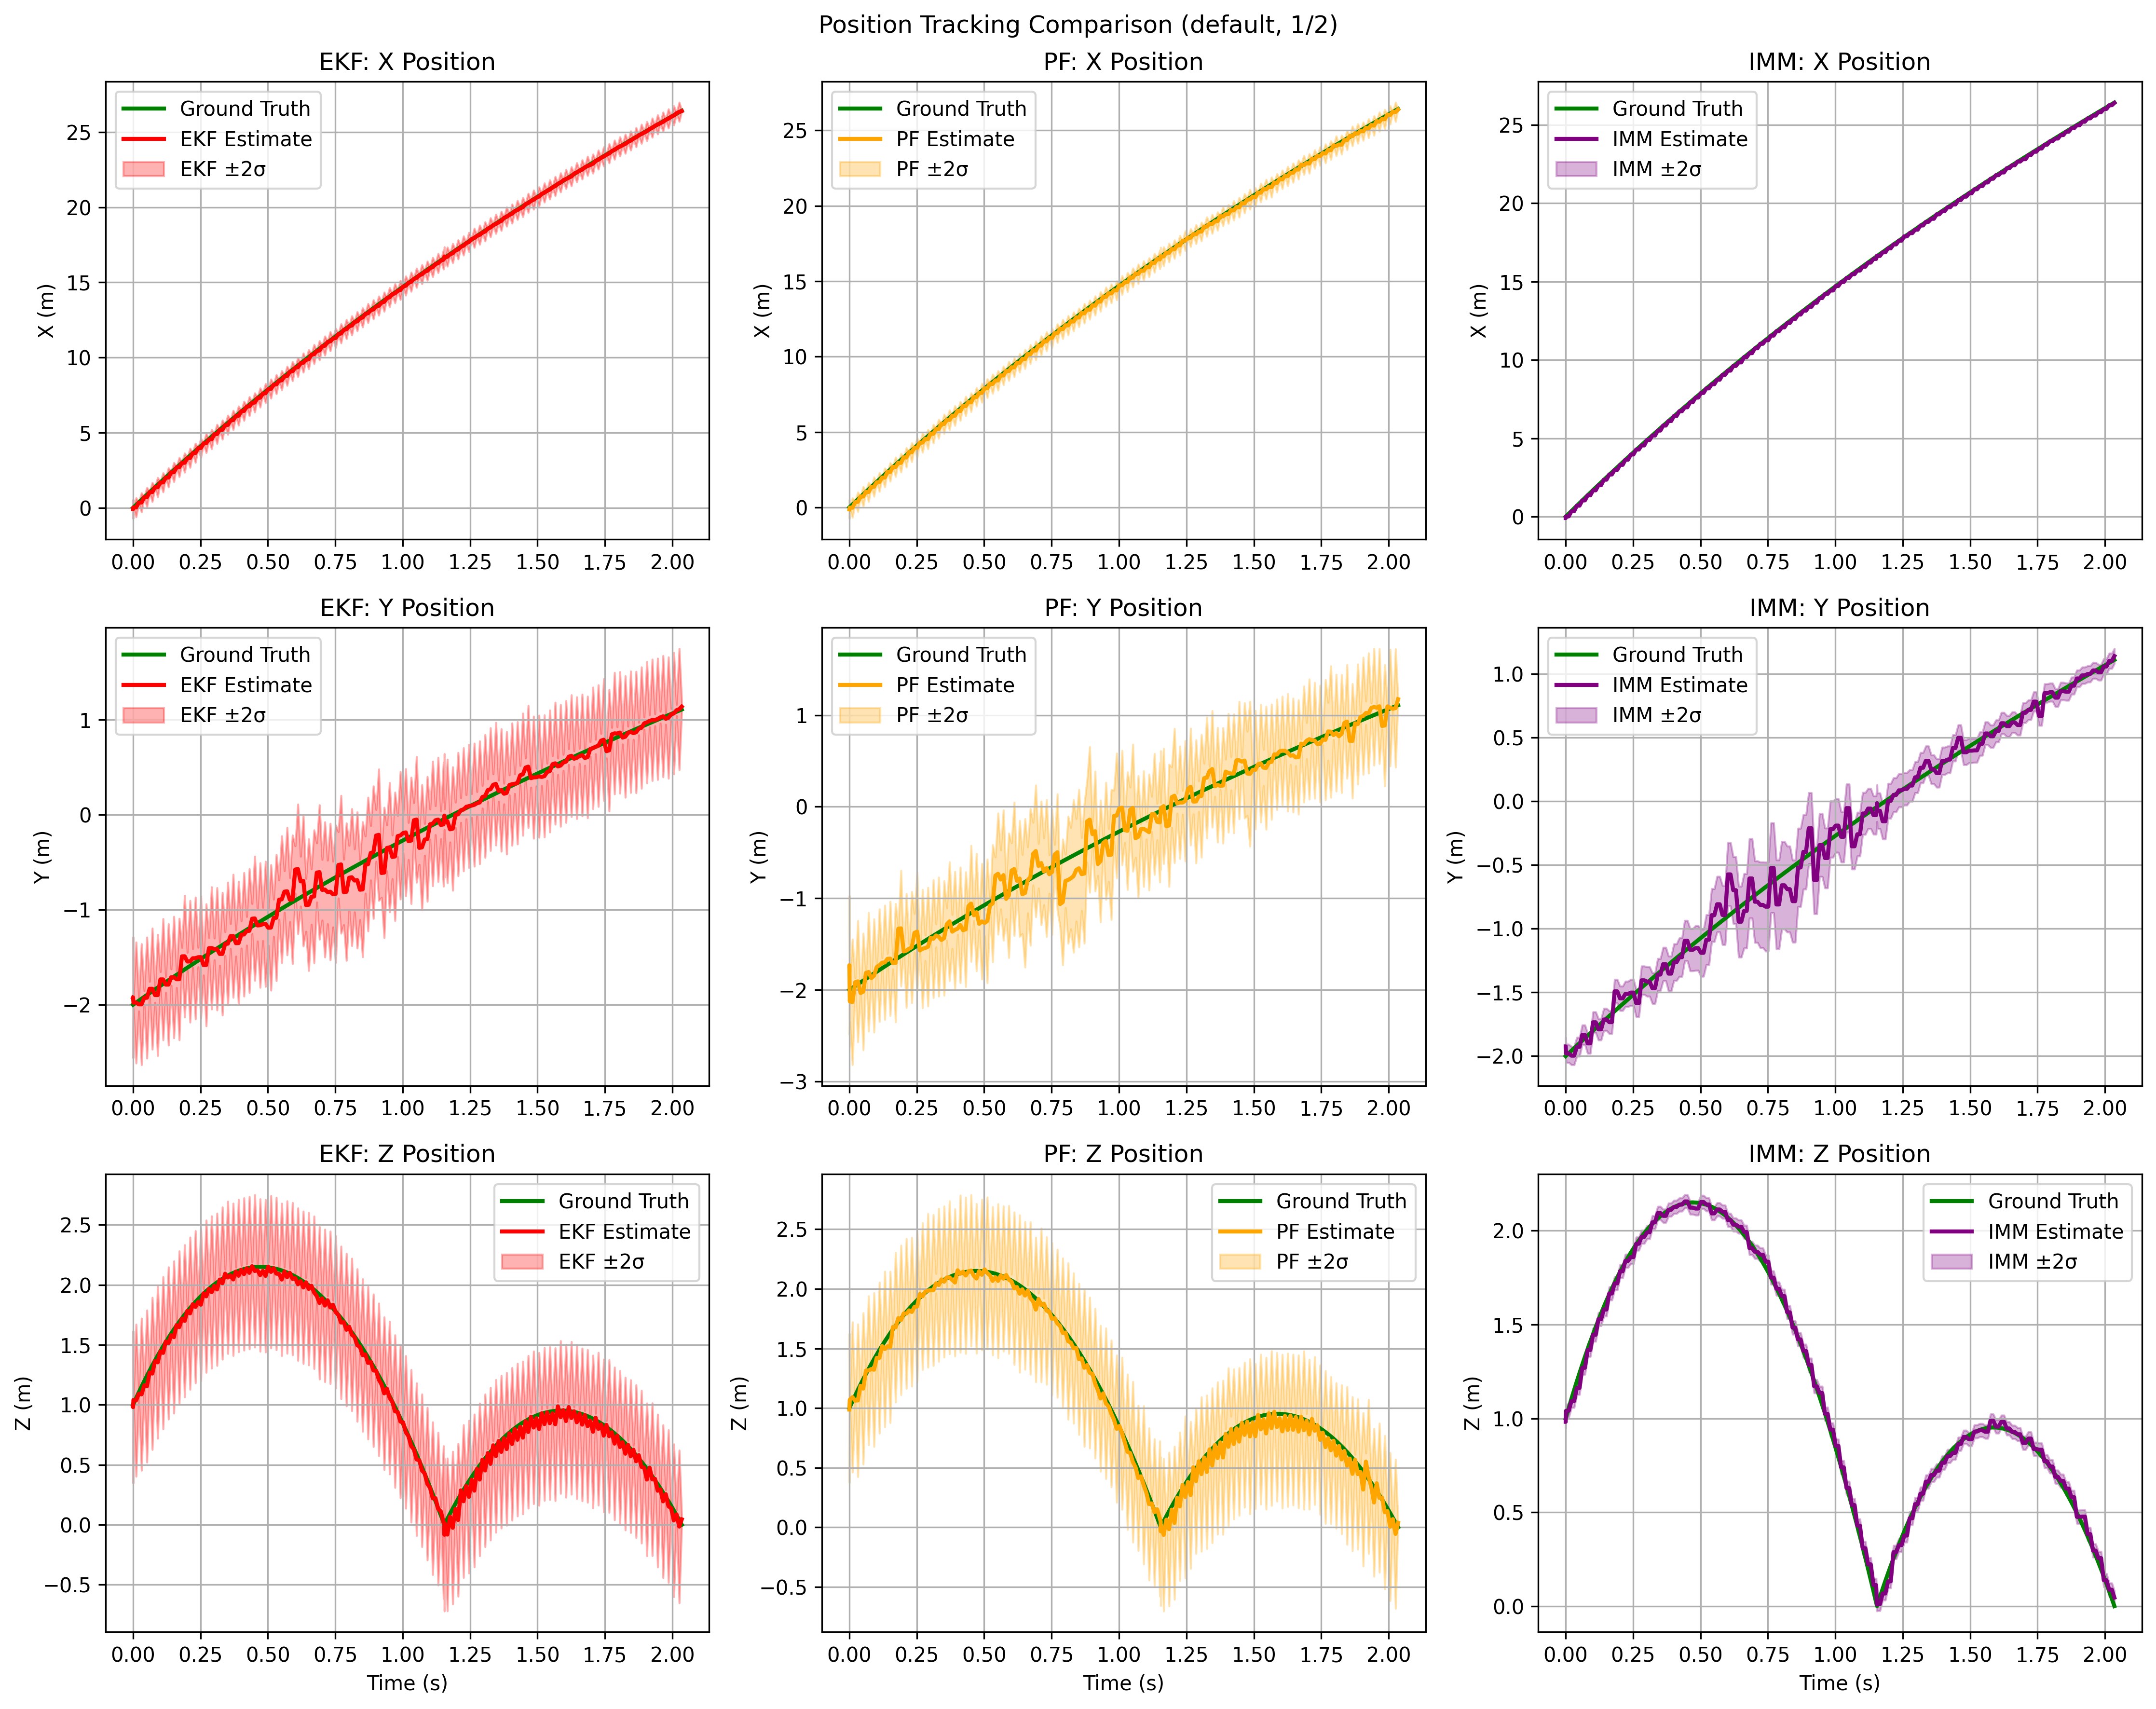 Position Tracking Comparison (default, 1/2)
EKF: X Position
Ground Truth
EKF Estimate
EKF ±2σ
X (m)
25
20
15
10
5
0
0.00 0.25 0.50 0.75 1.00 1.25 1.50 1.75 2.00
PF: X Position
Ground Truth
PF Estimate
PF ±2σ
X (m)
25
20
15
10
5
0
0.00 0.25 0.50 0.75 1.00 1.25 1.50 1.75 2.00
IMM: X Position
Ground Truth
IMM Estimate
IMM ±2σ
X (m)
25
20
15
10
5
0
0.00 0.25 0.50 0.75 1.00 1.25 1.50 1.75 2.00
EKF: Y Position
Ground Truth
EKF Estimate
EKF ±2σ
Y (m)
1
0
−1
−2
0.00 0.25 0.50 0.75 1.00 1.25 1.50 1.75 2.00
PF: Y Position
Ground Truth
PF Estimate
PF ±2σ
Y (m)
1
0
−1
−2
−3
0.00 0.25 0.50 0.75 1.00 1.25 1.50 1.75 2.00
IMM: Y Position
Ground Truth
IMM Estimate
IMM ±2σ
Y (m)
1.0
0.5
0.0
−0.5
−1.0
−1.5
−2.0
0.00 0.25 0.50 0.75 1.00 1.25 1.50 1.75 2.00
EKF: Z Position
Ground Truth
EKF Estimate
EKF ±2σ
Z (m)
2.5
2.0
1.5
1.0
0.5
0.0
−0.5
0.00 0.25 0.50 0.75 1.00 1.25 1.50 1.75 2.00
Time (s)
PF: Z Position
Ground Truth
PF Estimate
PF ±2σ
Z (m)
2.5
2.0
1.5
1.0
0.5
0.0
−0.5
0.00 0.25 0.50 0.75 1.00 1.25 1.50 1.75 2.00
Time (s)
IMM: Z Position
Ground Truth
IMM Estimate
IMM ±2σ
Z (m)
2.0
1.5
1.0
0.5
0.0
0.00 0.25 0.50 0.75 1.00 1.25 1.50 1.75 2.00
Time (s)